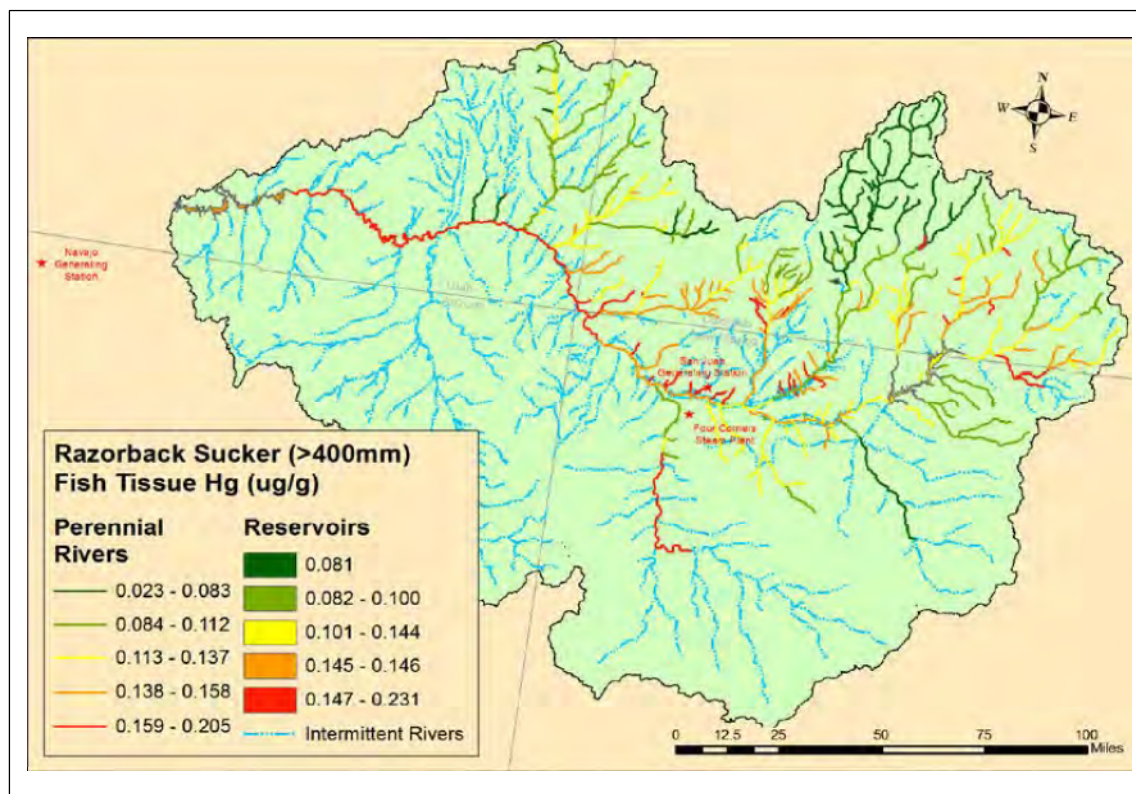 N
W
E
S
Navajo
Generating
Station
Utah
San Juan
Generating Station
Four Corners
Steam Plant
Razorback Sucker (>400mm)
Fish Tissue Hg (ug/g)
Perennial
Rivers
0.023 - 0.083
0.084 - 0.112
0.113 - 0.137
0.138 - 0.158
0.159 - 0.205
Reservoirs
0.081
0.082 - 0.100
0.101 - 0.144
0.145 - 0.146
0.147 - 0.231
Intermittent Rivers
0 12.5 25 50 75 100
Miles